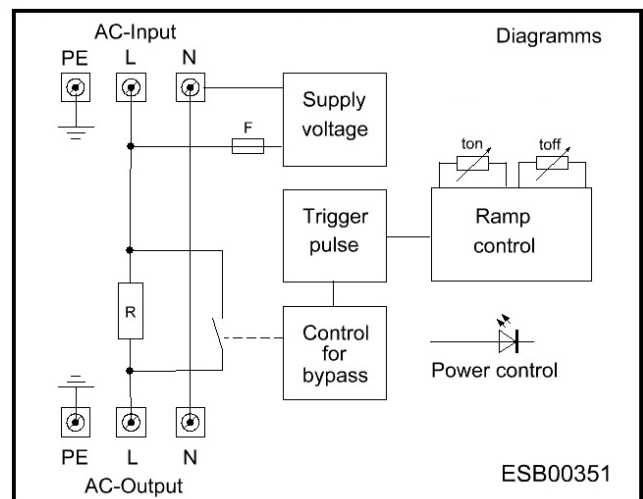 AC-Input
Diagramms
PE
L
N
Supply
voltage
F
ton
toff
Trigger
pulse
Ramp
control
R
Control
for
bypass
Power control
PE
L
N
AC-Output
ESB00351